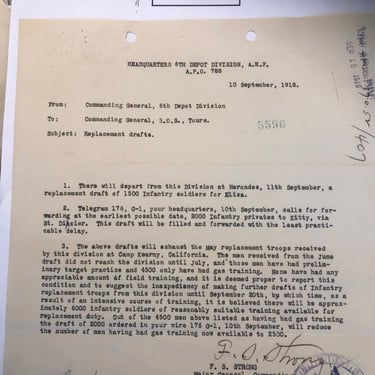 HEADQUARTERS 6TH DEPOT DIVISION, A.E.F.
A.P.O. 788
10 September, 1918.
From: Commanding General, 6th Depot Division
To: Commanding General, S.O.S., Tours.
5596
Subject: Replacement drafts.
1. There will depart from this Division at Marondes, 11th September, a
replacement draft of 1500 Infantry soldiers for Eliza.
2. Telegram 176, G-1, your headquarters, 10th September, calls for for-
warding at the earliest possible date, 2000 Infantry privates to Kitty, via
St. Dizier. This draft will be filled and forwarded with the least practi-
cable delay.
3. The above drafts will exhaust the May replacement troops received
by this division at Camp Kearny, California. The men received from the June
draft did not reach the division until July, and those men have had prelim-
inary target practice and 4500 only have had gas training. None have had any
appreciable amount of field training, and it is deemed proper to report this
condition and to suggest the inexpediency of making further drafts of Infantry
replacement troops from this division until September 20th, by which time, as a
result of an intensive course of training, it is believed there will be approx-
imately 6000 infantry soldiers of reasonably suitable training available for
replacement duty. Out of the 4500 men above listed as having had gas training
the draft of 2000 ordered in your wire 176 G-1, 10th September, will reduce
the number of men having had gas training now available to 2500.
F. S. Strong
F. S. STRONG
SEP 15 1918